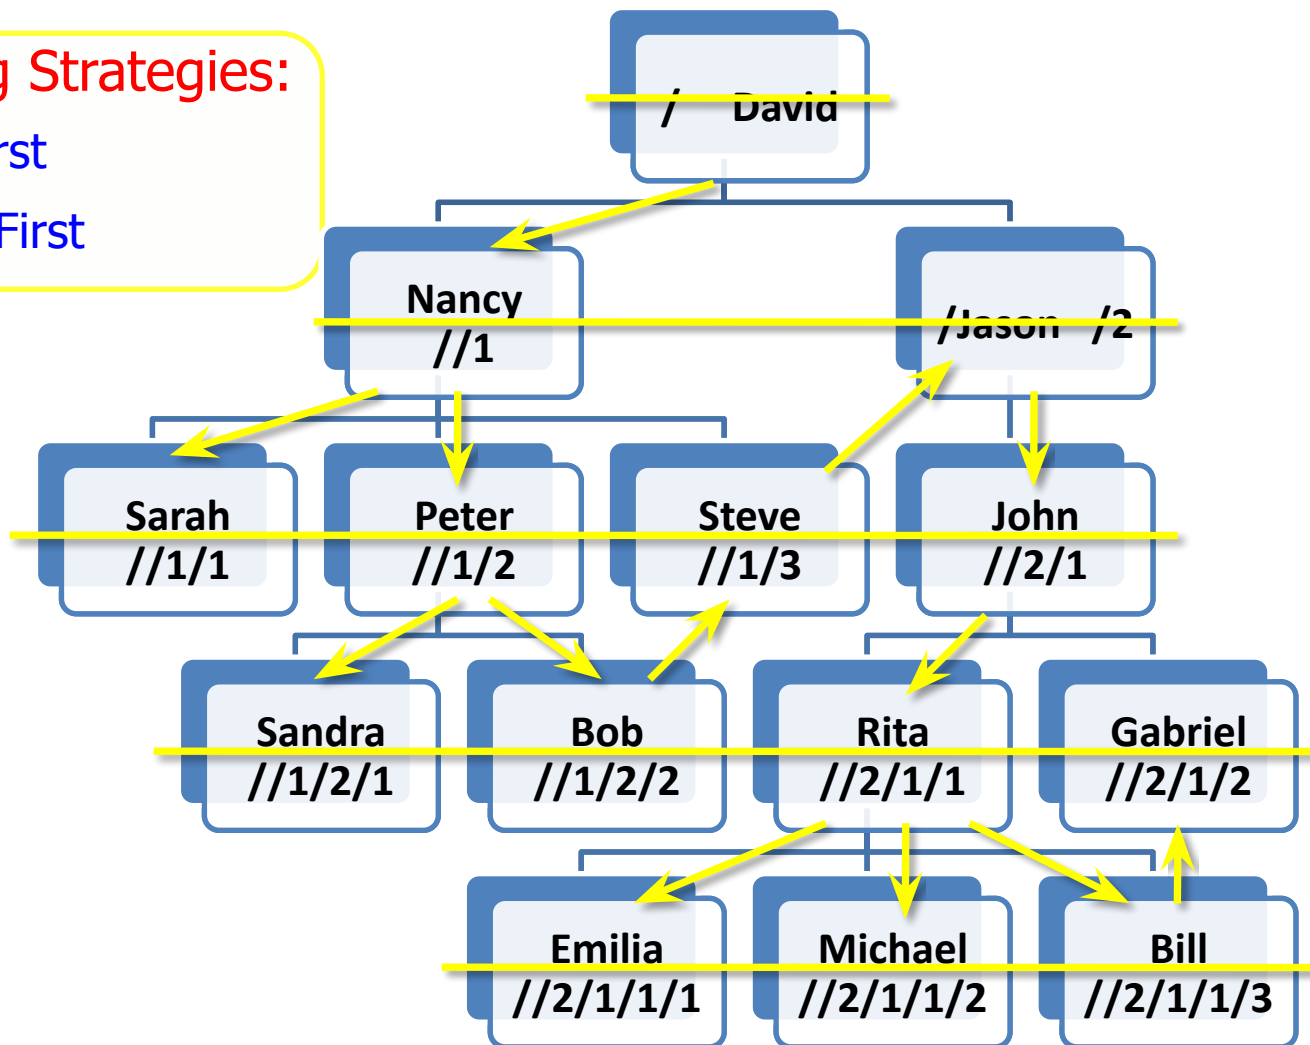 g Strategies:
rst
First
/ David
Nancy
//1
/Jason /2
Sarah
//1/1
Peter
//1/2
Steve
//1/3
John
//2/1
Sandra
//1/2/1
Bob
//1/2/2
Rita
//2/1/1
Gabriel
//2/1/2
Emilia
//2/1/1/1
Michael
//2/1/1/2
Bill
//2/1/1/3